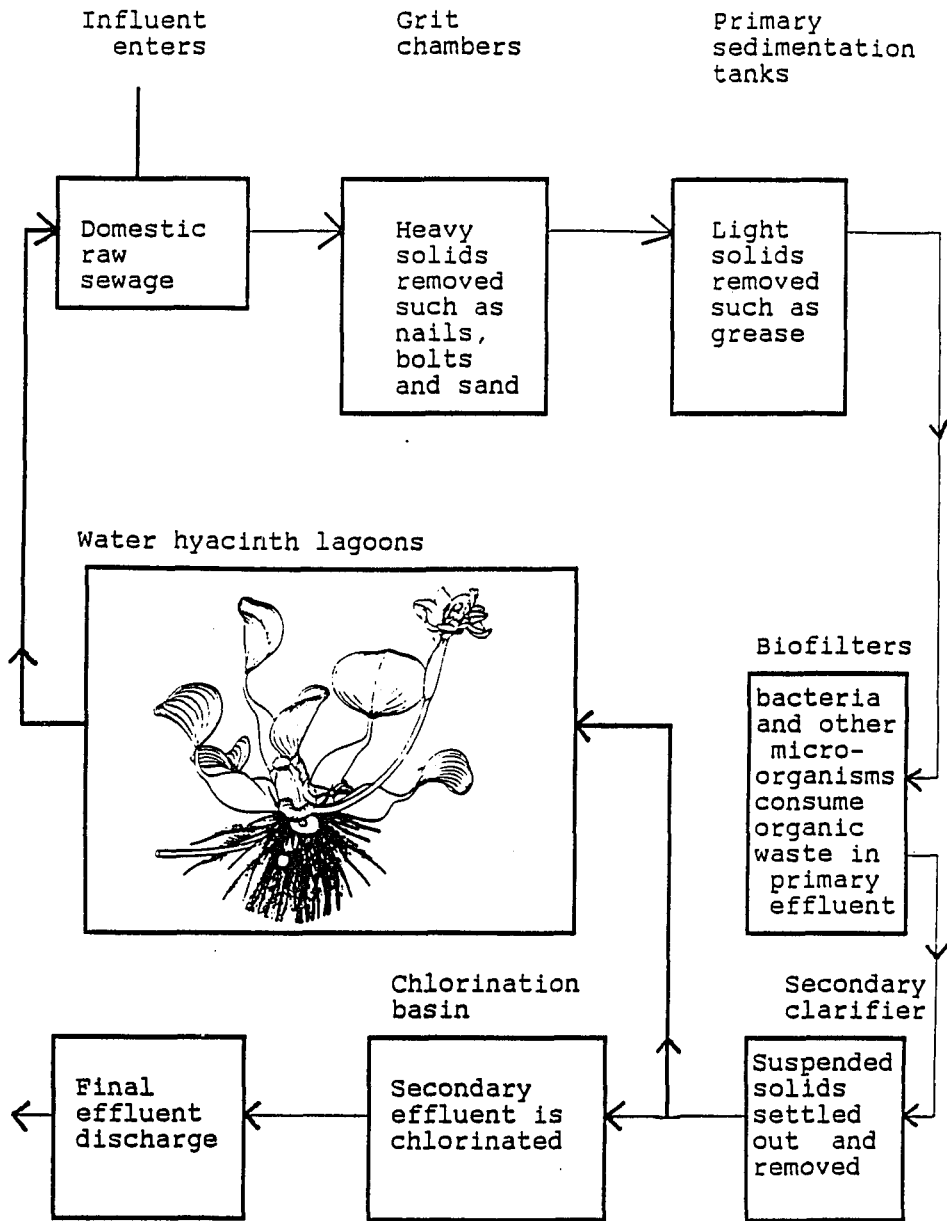 Influent
enters
Grit
chambers
Primary
sedimentation
tanks
Domestic
raw
sewage
Heavy
solids
removed
such as
nails,
bolts
and sand
Light
solids
removed
such as
grease
Water hyacinth lagoons
Biofilters
bacteria
and other
micro-
organisms
consume
organic
waste in
primary
effluent
Secondary
clarifier
Suspended
solids
settled
out and
removed
Chlorination
basin
Secondary
effluent is
chlorinated
Final
effluent
discharge